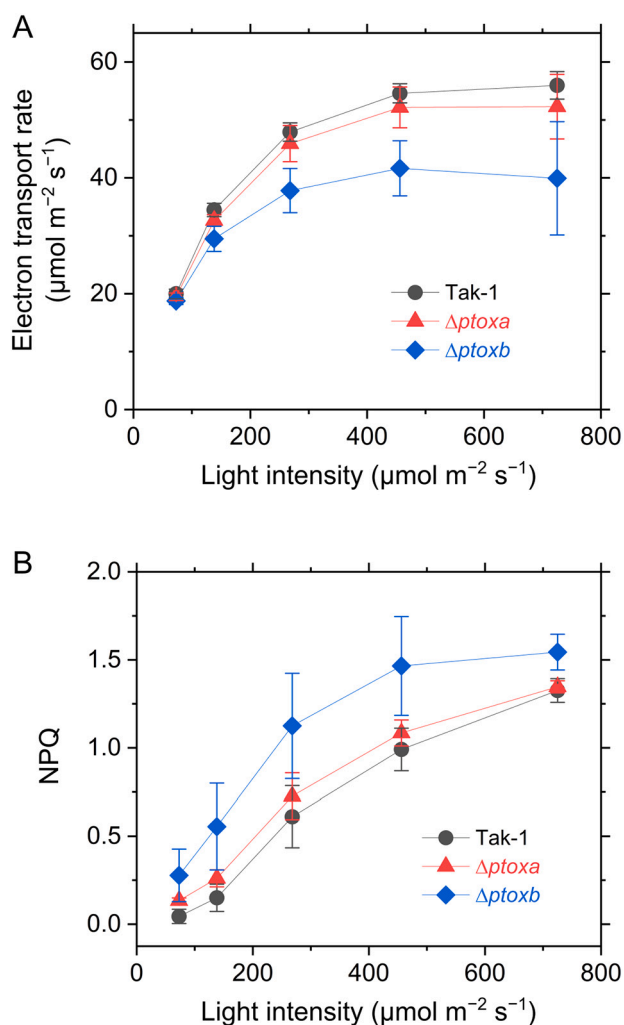 A
Electron transport rate
(µmol m⁻² s⁻¹)
60
40
20
0
0 200 400 600 800
Light intensity (µmol m⁻² s⁻¹)
Tak-1
Δptoxa
Δptoxb
B
NPQ
2.0
1.5
1.0
0.5
0.0
0 200 400 600 800
Light intensity (µmol m⁻² s⁻¹)
Tak-1
Δptoxa
Δptoxb